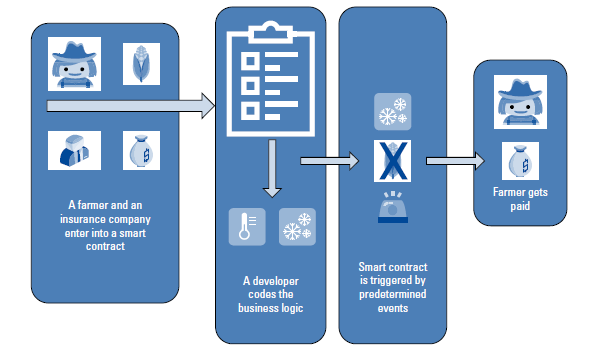 A farmer and an
insurance company
enter into a smart
contract
A developer
codes the
business logic
Smart contract
is triggered by
predetermined
events
Farmer gets
paid
$
$